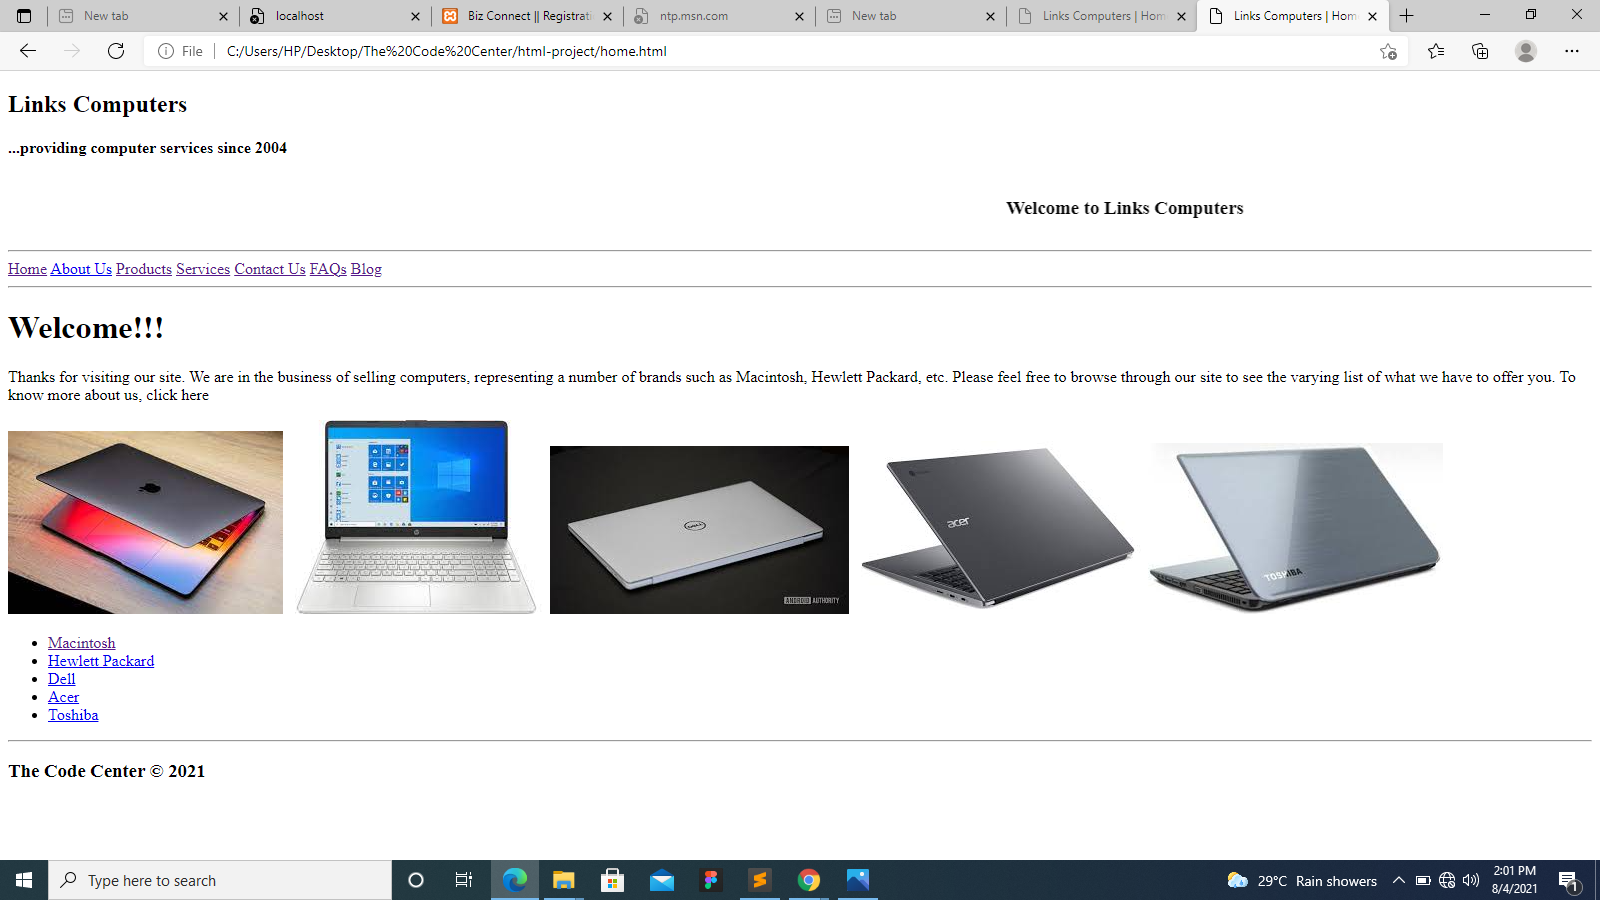 New tab
localhost
Biz Connect || Registrati
ntp.msn.com
New tab
Links Computers | Hom
Links Computers | Hom
File
C:/Users/HP/Desktop/The%20Code%20Center/html-project/home.html
Links Computers
...providing computer services since 2004
Welcome to Links Computers
Home About Us Products Services Contact Us FAQs Blog
Welcome!!!
Thanks for visiting our site. We are in the business of selling computers, representing a number of brands such as Macintosh, Hewlett Packard, etc. Please feel free to browse through our site to see the varying list of what we have to offer you. To
know more about us, click here
DELL
ANDROID AUTHORITY
acer
TOSHIBA
Macintosh
Hewlett Packard
Dell
Acer
Toshiba
The Code Center © 2021
Type here to search
29°C Rain showers
2:01 PM
8/4/2021
1